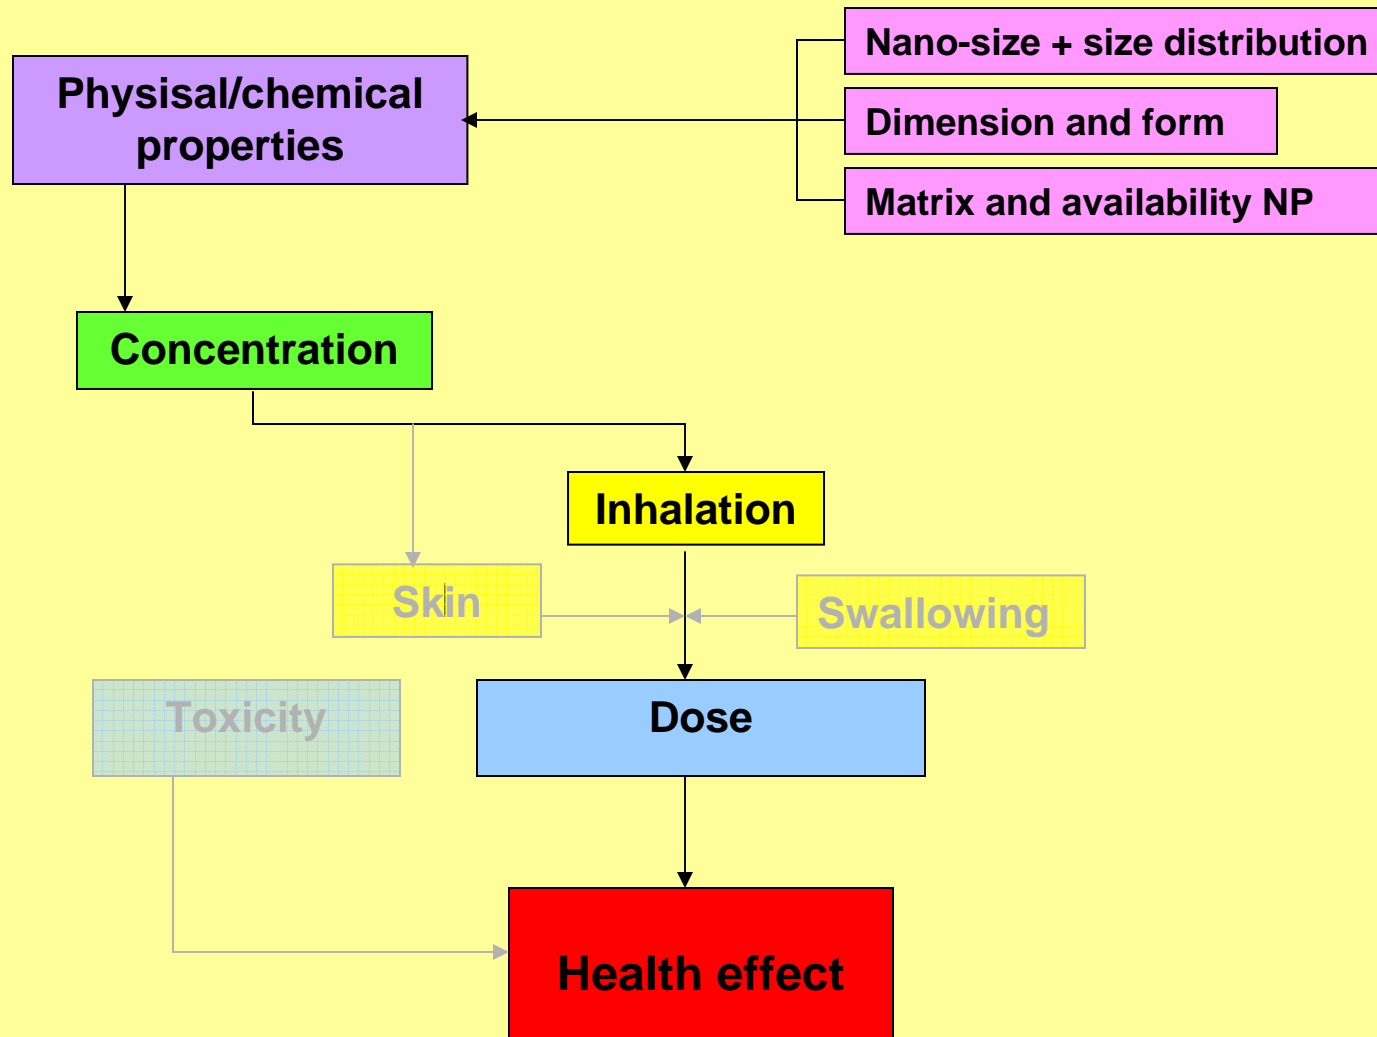 Nano-size + size distribution
Physisal/chemical
properties
Dimension and form
Matrix and availability NP
Concentration
Inhalation
Skin
Swallowing
Toxicity
Dose
Health effect